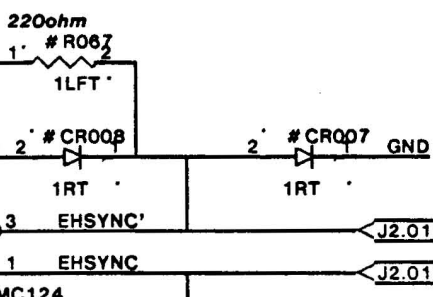 220ohm
# R067
1 2
1LFT
2 # CR008 1
1RT
2 # CR007 1 GND
1RT
3 EHSYNC' J2.01
1 EHSYNC J2.01
MC124